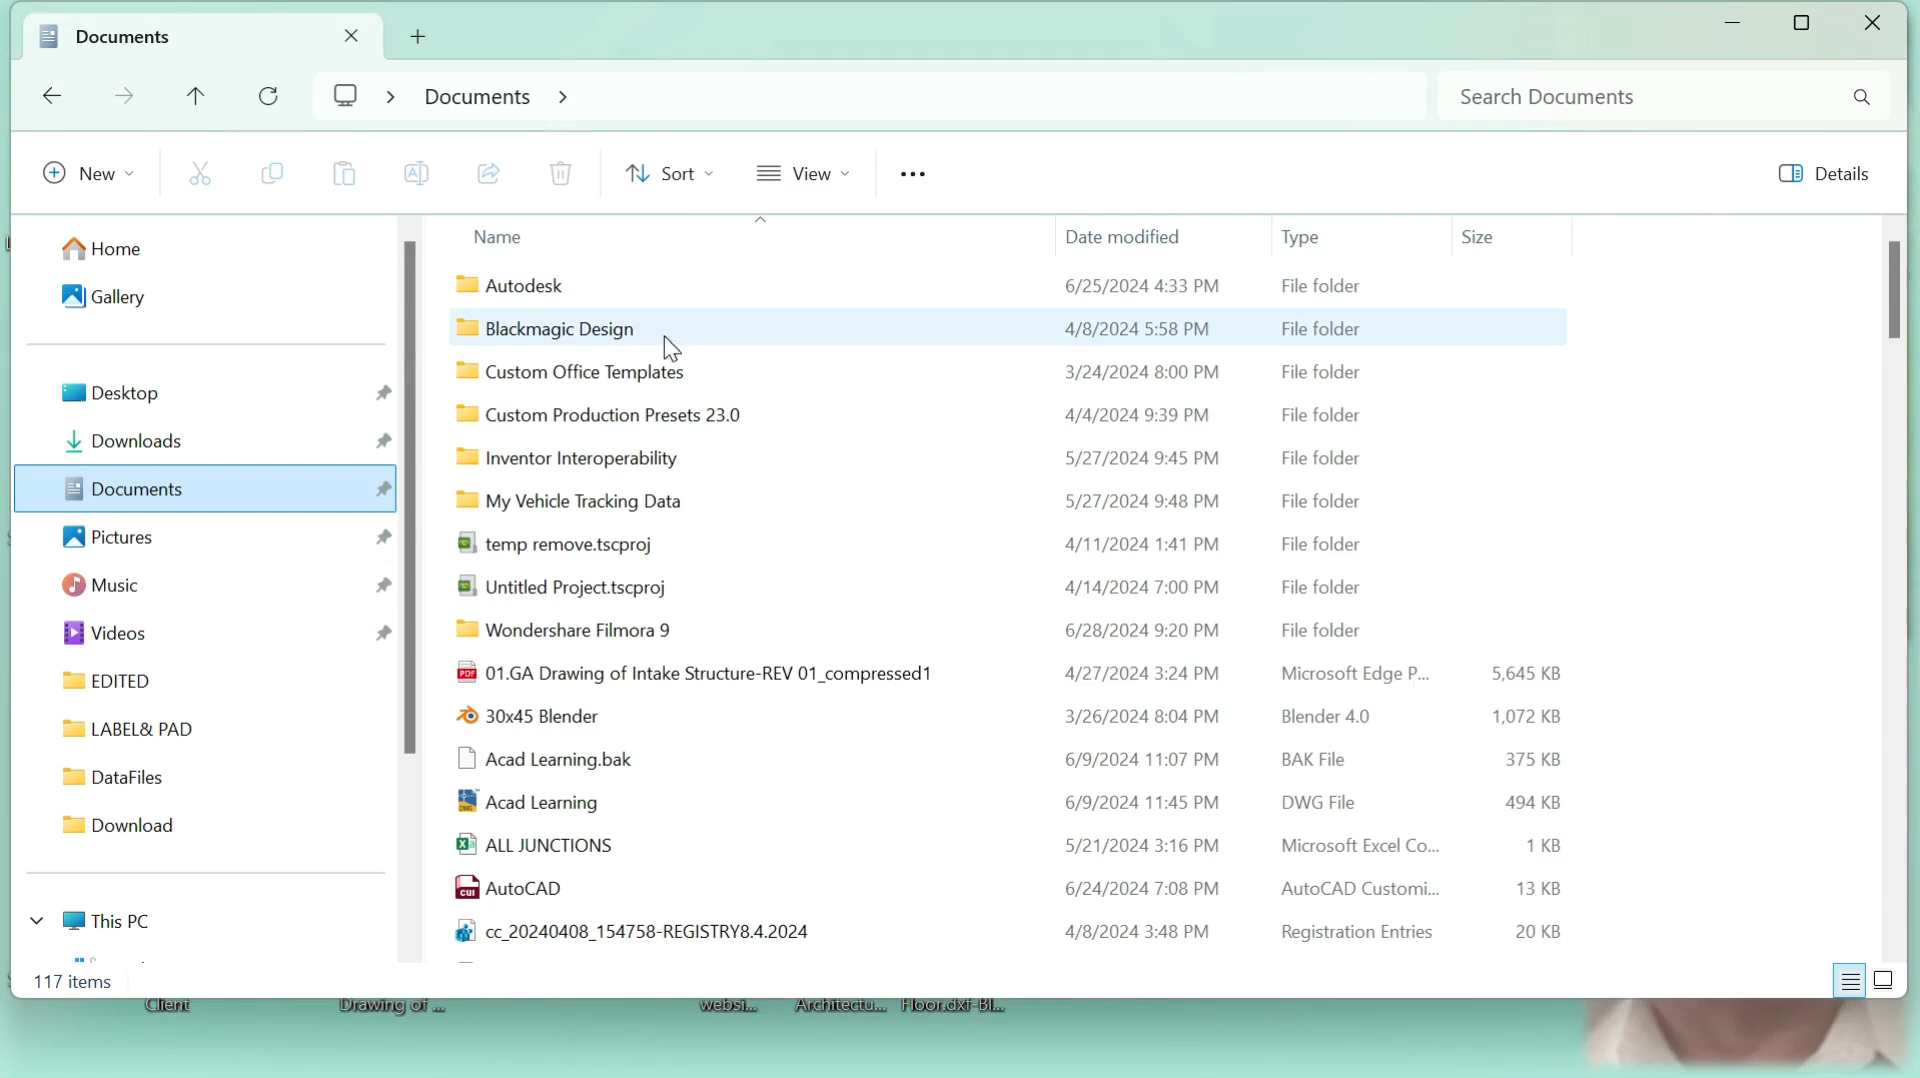 Documents
Documents
Search Documents
New
Sort
View
Details
Name Date modified Type Size
Home
Gallery
Desktop
Downloads
Documents
Pictures
Music
Videos
EDITED
LABEL& PAD
DataFiles
Download
This PC
Autodesk 6/25/2024 4:33 PM File folder
Blackmagic Design 4/8/2024 5:58 PM File folder
Custom Office Templates 3/24/2024 8:00 PM File folder
Custom Production Presets 23.0 4/4/2024 9:39 PM File folder
Inventor Interoperability 5/27/2024 9:45 PM File folder
My Vehicle Tracking Data 5/27/2024 9:48 PM File folder
temp remove.tscproj 4/11/2024 1:41 PM File folder
Untitled Project.tscproj 4/14/2024 7:00 PM File folder
Wondershare Filmora 9 6/28/2024 9:20 PM File folder
01.GA Drawing of Intake Structure-REV 01_compressed1 4/27/2024 3:24 PM Microsoft Edge P... 5,645 KB
30x45 Blender 3/26/2024 8:04 PM Blender 4.0 1,072 KB
Acad Learning.bak 6/9/2024 11:07 PM BAK File 375 KB
Acad Learning 6/9/2024 11:45 PM DWG File 494 KB
ALL JUNCTIONS 5/21/2024 3:16 PM Microsoft Excel Co... 1 KB
AutoCAD 6/24/2024 7:08 PM AutoCAD Customi... 13 KB
cc_20240408_154758-REGISTRY8.4.2024 4/8/2024 3:48 PM Registration Entries 20 KB
117 items
Client Drawing of ... websi... Architectu... Floor.dxf-Bl...